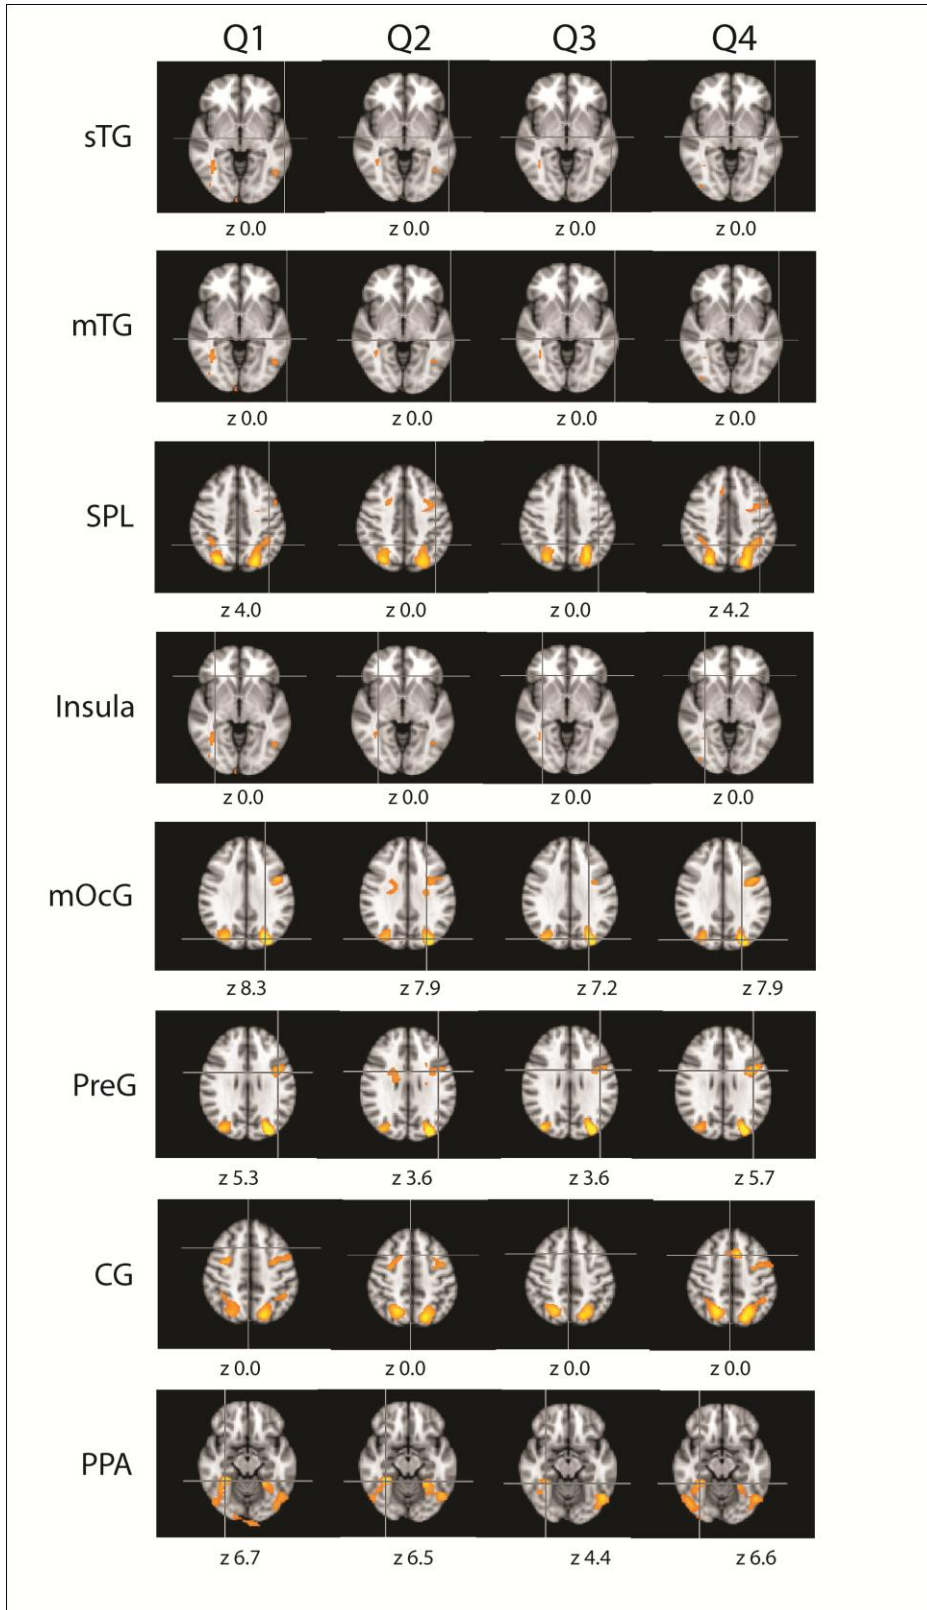 Q1 Q2 Q3 Q4
sTG
z 0.0 z 0.0 z 0.0 z 0.0
mTG
z 0.0 z 0.0 z 0.0 z 0.0
SPL
z 4.0 z 0.0 z 0.0 z 4.2
Insula
z 0.0 z 0.0 z 0.0 z 0.0
mOcG
z 8.3 z 7.9 z 7.2 z 7.9
PreG
z 5.3 z 3.6 z 3.6 z 5.7
CG
z 0.0 z 0.0 z 0.0 z 0.0
PPA
z 6.7 z 6.5 z 4.4 z 6.6